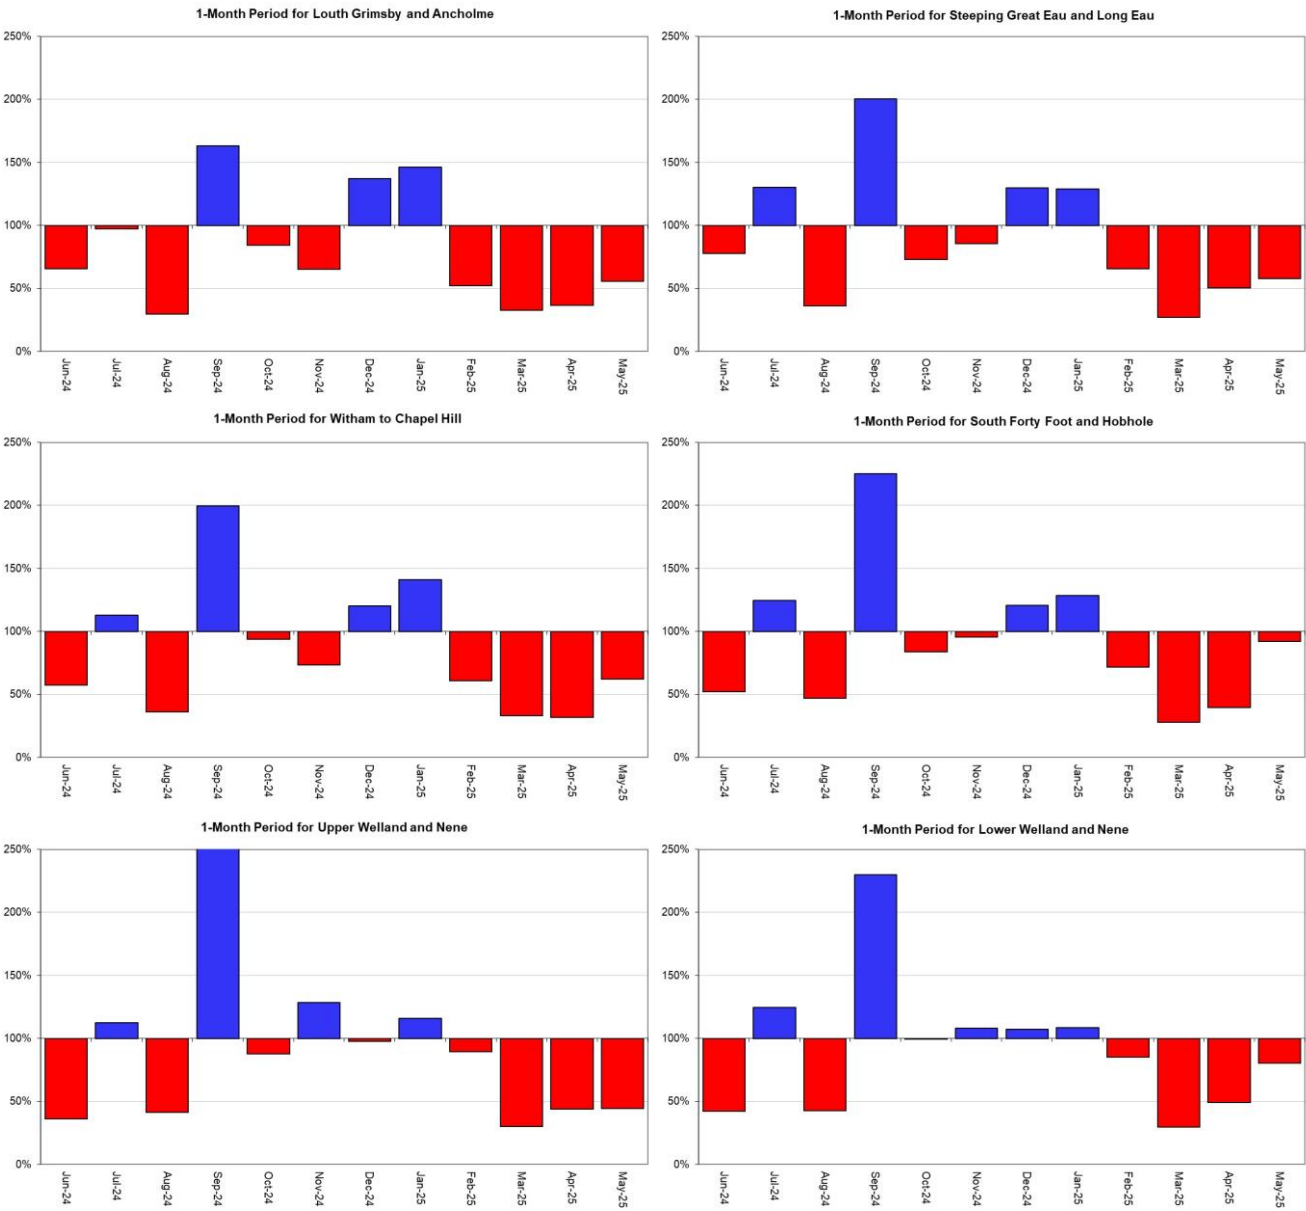 1-Month Period for Louth Grimsby and Ancholme
250%
200%
150%
100%
50%
0%
Jun-24
Jul-24
Aug-24
Sep-24
Oct-24
Nov-24
Dec-24
Jan-25
Feb-25
Mar-25
Apr-25
May-25
1-Month Period for Steeping Great Eau and Long Eau
250%
200%
150%
100%
50%
0%
Jun-24
Jul-24
Aug-24
Sep-24
Oct-24
Nov-24
Dec-24
Jan-25
Feb-25
Mar-25
Apr-25
May-25
1-Month Period for Witham to Chapel Hill
250%
200%
150%
100%
50%
0%
Jun-24
Jul-24
Aug-24
Sep-24
Oct-24
Nov-24
Dec-24
Jan-25
Feb-25
Mar-25
Apr-25
May-25
1-Month Period for South Forty Foot and Hobhole
250%
200%
150%
100%
50%
0%
Jun-24
Jul-24
Aug-24
Sep-24
Oct-24
Nov-24
Dec-24
Jan-25
Feb-25
Mar-25
Apr-25
May-25
1-Month Period for Upper Welland and Nene
250%
200%
150%
100%
50%
0%
Jun-24
Jul-24
Aug-24
Sep-24
Oct-24
Nov-24
Dec-24
Jan-25
Feb-25
Mar-25
Apr-25
May-25
1-Month Period for Lower Welland and Nene
250%
200%
150%
100%
50%
0%
Jun-24
Jul-24
Aug-24
Sep-24
Oct-24
Nov-24
Dec-24
Jan-25
Feb-25
Mar-25
Apr-25
May-25